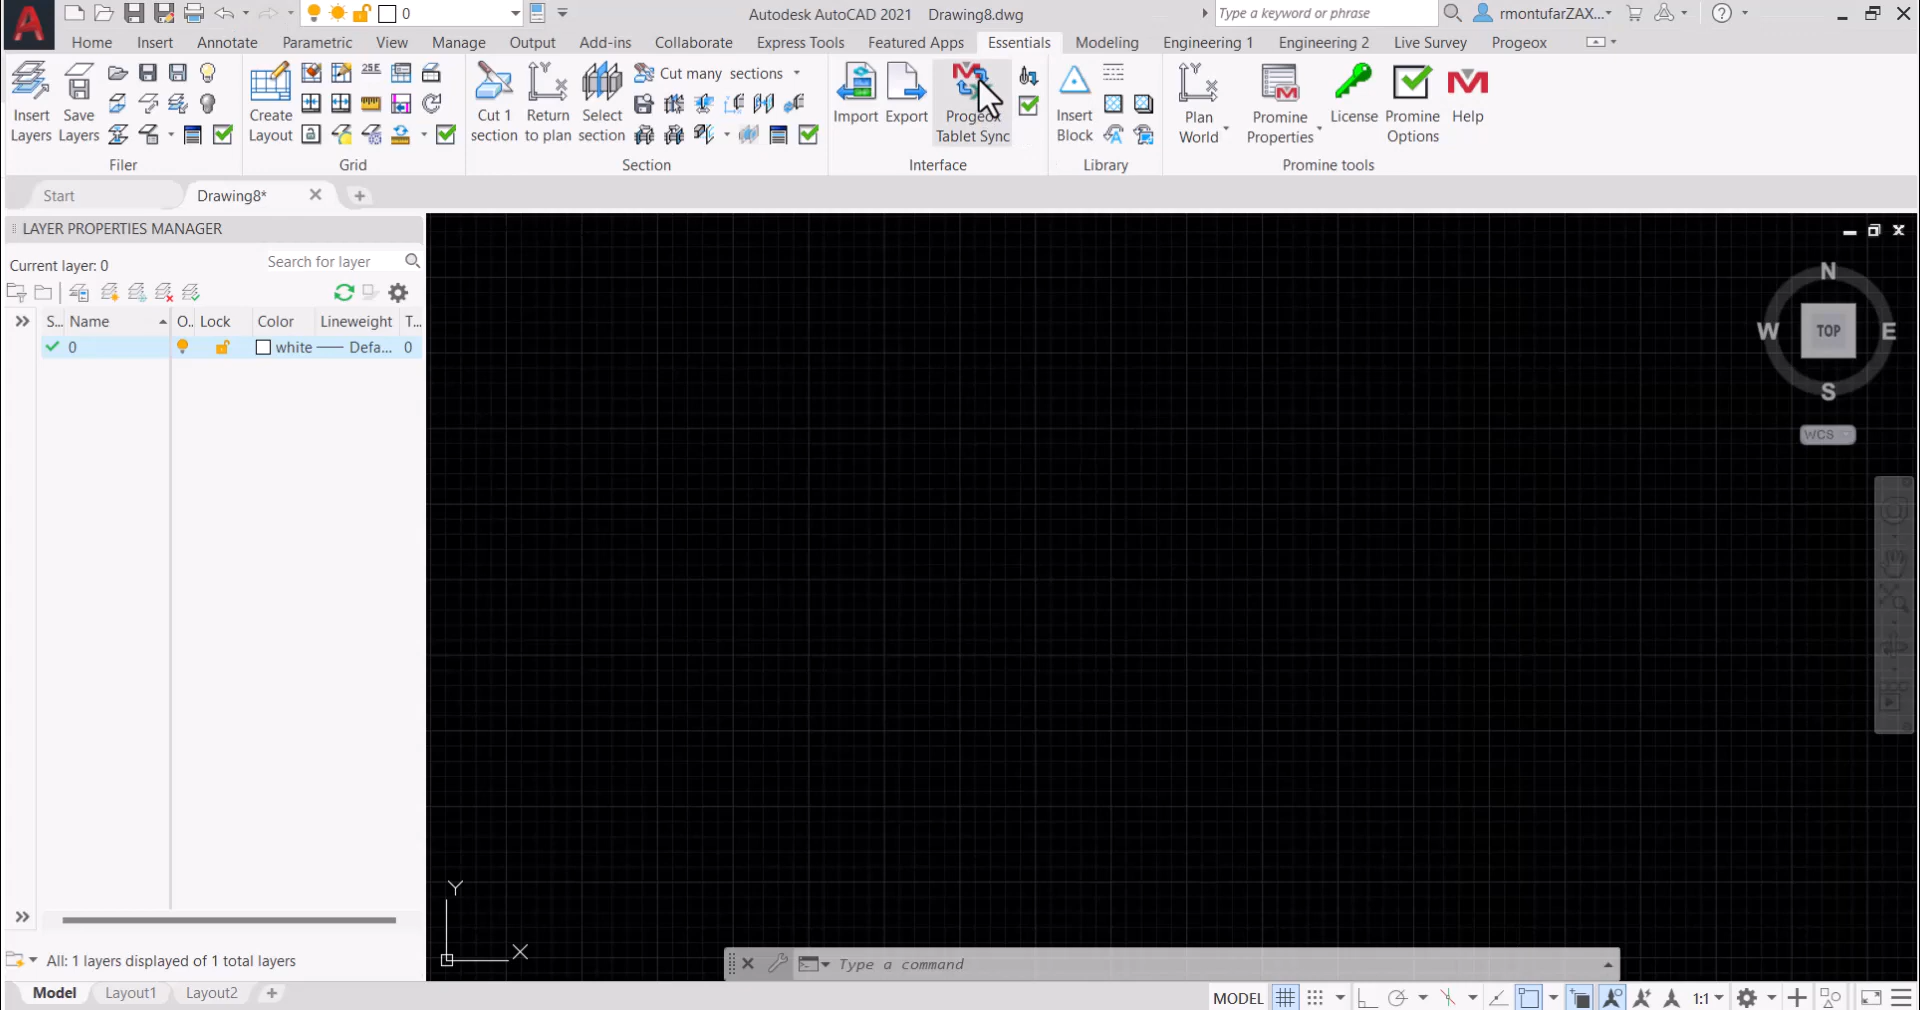 0
Autodesk AutoCAD 2021 Drawing8.dwg
Type a keyword or phrase
rmontufarZAX...
Home Insert Annotate Parametric View Manage Output Add-ins Collaborate Express Tools Featured Apps Essentials Modeling Engineering 1 Engineering 2 Live Survey Progeox
Insert Layers
Save Layers
Filer
Create Layout
25E
Grid
Cut 1 section
Return to plan
Select section
Cut many sections
Section
Import
Export
Progeox Tablet Sync
Interface
Insert Block
Library
Plan World
Promine Properties
License
Promine Options
Help
Promine tools
Start
Drawing8*
LAYER PROPERTIES MANAGER
Current layer: 0
Search for layer
S... Name O.. Lock Color Lineweight T...
0 white Defa... 0
All: 1 layers displayed of 1 total layers
N
W TOP E
S
WCS
Y
X
Type a command
Model Layout1 Layout2
MODEL 1:1